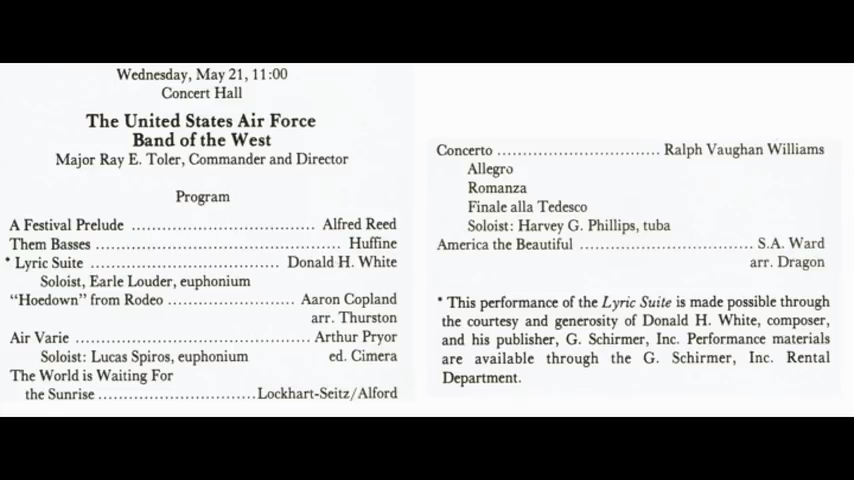 Wednesday, May 21, 11:00
Concert Hall
The United States Air Force
Band of the West
Major Ray E. Toler, Commander and Director
Program
A Festival Prelude .................................... Alfred Reed
Them Basses ................................................ Huffine
* Lyric Suite .................................... Donald H. White
Soloist, Earle Louder, euphonium
“Hoedown” from Rodeo ......................... Aaron Copland
arr. Thurston
Air Varie ......................................... Arthur Pryor
Soloist: Lucas Spiros, euphonium ed. Cimera
The World is Waiting For
the Sunrise ...............................Lockhart-Seitz/Alford
Concerto ................................ Ralph Vaughan Williams
Allegro
Romanza
Finale alla Tedesco
Soloist: Harvey G. Phillips, tuba
America the Beautiful .................................. S.A. Ward
arr. Dragon
* This performance of the Lyric Suite is made possible through
the courtesy and generosity of Donald H. White, composer,
and his publisher, G. Schirmer, Inc. Performance materials
are available through the G. Schirmer, Inc. Rental
Department.